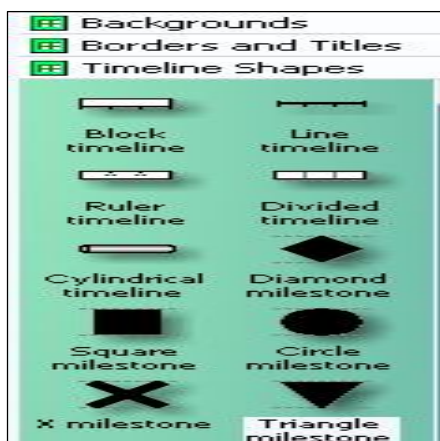 Backgrounds
Borders and Titles
Timeline Shapes
Block timeline
Line timeline
Ruler timeline
Divided timeline
Cylindrical timeline
Diamond milestone
Square milestone
Circle milestone
X milestone
Triangle milestone